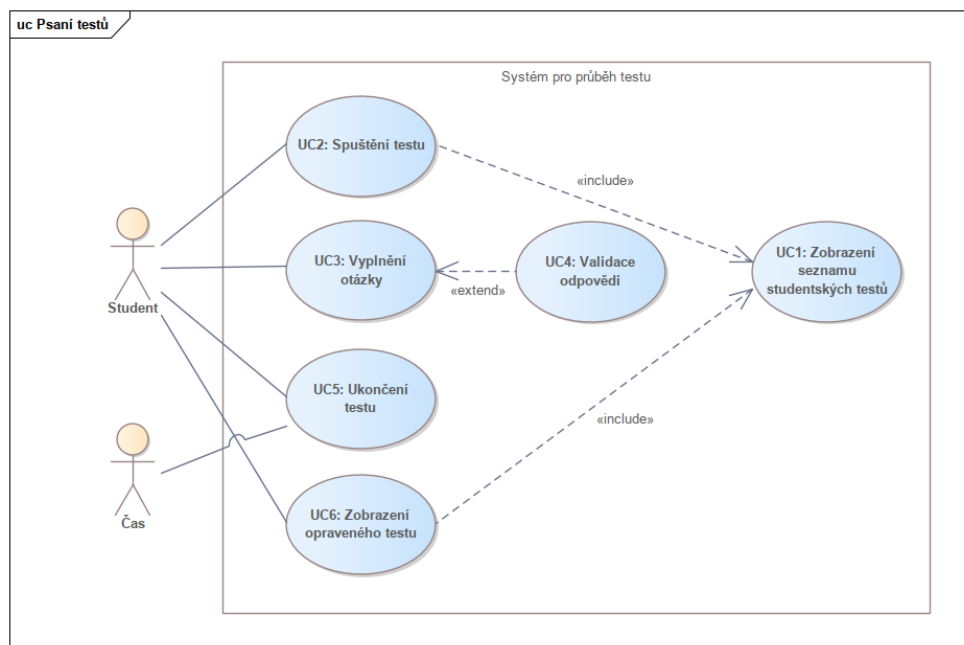 uc Psaní testů
Systém pro průběh testu
UC2: Spuštění testu
«include»
UC3: Vyplnění
otázky
«extend»
UC4: Validace
odpovědí
UC1: Zobrazení
seznamu
studentských testů
Student
UC5: Ukončení
testu
«include»
Čas
UC6: Zobrazení
opraveného testu